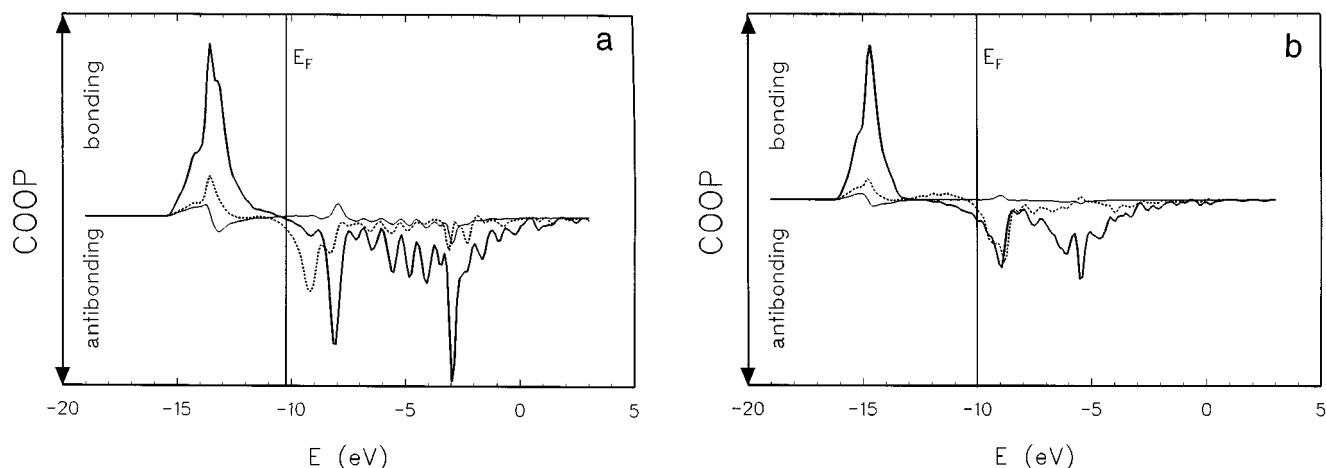 a
E_F
bonding
COOP
antibonding
-20 -15 -10 -5 0 5
E (eV)
b
E_F
bonding
COOP
antibonding
-20 -15 -10 -5 0 5
E (eV)